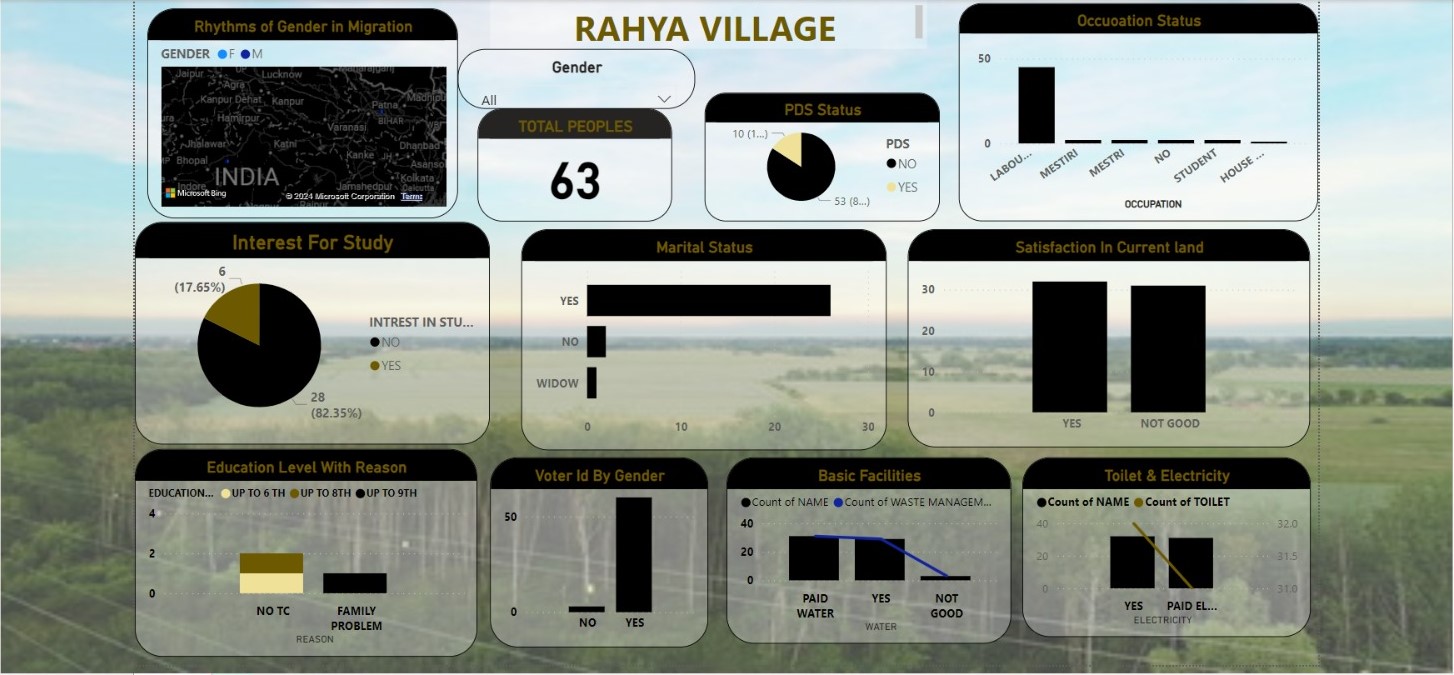 RAHYA VILLAGE
Rhythms of Gender in Migration
GENDER F M
Jaipur
Lucknow
Agra
Kanpur Dehat
Kanpur
Patna
Madhupu
Hamirpur
BIHAR
Varanasi
Jhalawar
Katni
Dhanbad
Bhopal
Kanke
Asanso
INDIA
Indore
Jamshedpur
Kolkata
Calcutta
Microsoft Bing
© 2024 Microsoft Corporation Terms
Raipur
Gender
All
TOTAL PEOPLES
63
PDS Status
10 (1...)
53 (8...)
PDS
NO
YES
Occuoation Status
50
0
LABOU...
MESTIRI
MESTRI
NO
STUDENT
HOUSE ...
OCCUPATION
Interest For Study
6
(17.65%)
28
(82.35%)
INTREST IN STU...
NO
YES
Marital Status
YES
NO
WIDOW
0 10 20 30
Satisfaction In Current land
30
20
10
0
YES NOT GOOD
Education Level With Reason
EDUCATION... UP TO 6 TH UP TO 8TH UP TO 9TH
4
2
0
NO TC
FAMILY
PROBLEM
REASON
Voter Id By Gender
50
0
NO YES
Basic Facilities
Count of NAME Count of WASTE MANAGEM...
40
20
0
PAID
WATER
YES
NOT
GOOD
WATER
Toilet & Electricity
Count of NAME Count of TOILET
40
20
0
32.0
31.5
31.0
YES PAID EL...
ELECTRICITY